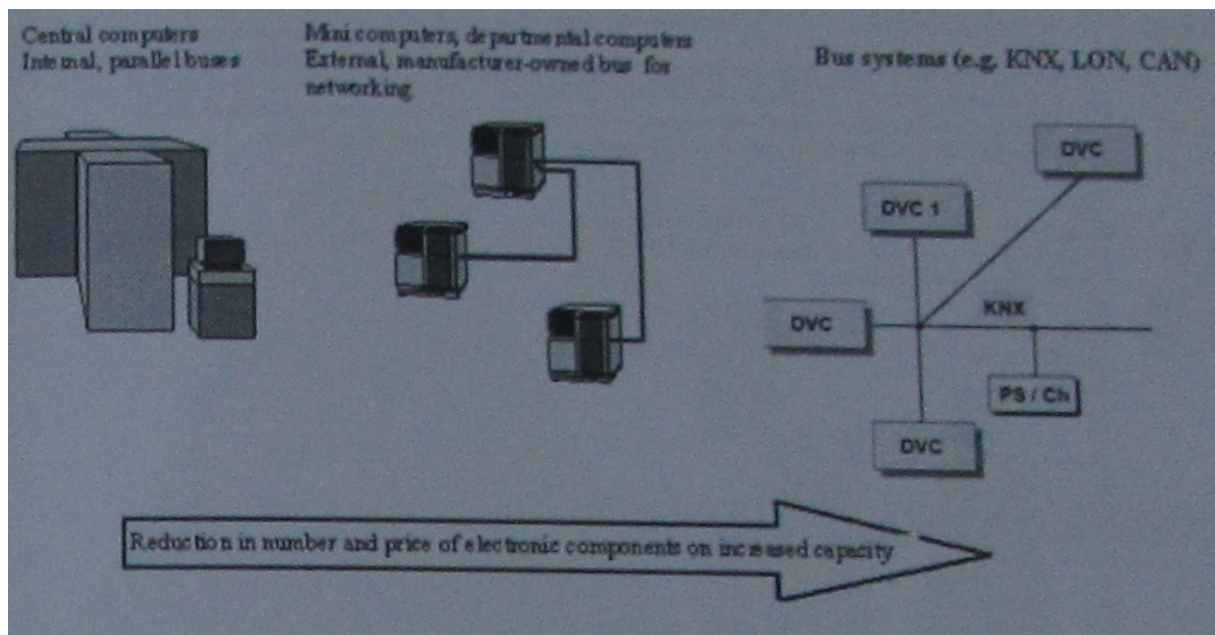 Central computers
Internal, parallel buses
Mini computers, departmental computers
External, manufacturer-owned bus for
networking
Bus systems (e.g. KNX, LON, CAN)
DVC
DVC 1
DVC
KNX
PS / Ch
DVC
Reduction in number and price of electronic components on increased capacity